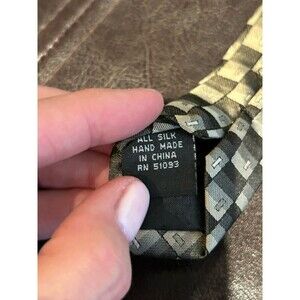 ALL SILK
HAND MADE
IN CHINA
RN 51093